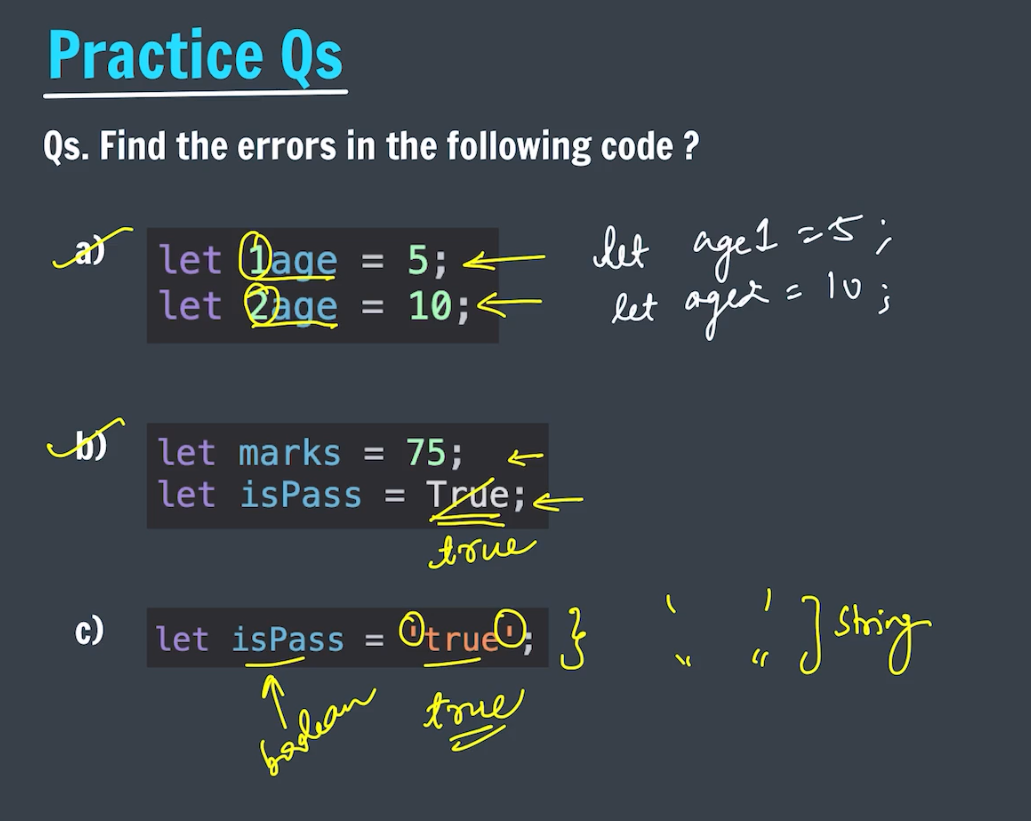 Practice Qs
Qs. Find the errors in the following code ?
a)
let 1age = 5;
let 2age = 10;
let age1 = 5;
let age2 = 10;
b)
let marks = 75;
let isPass = True;
true
c)
let isPass = 'true';
} ' ' " " ] string
boolean
true